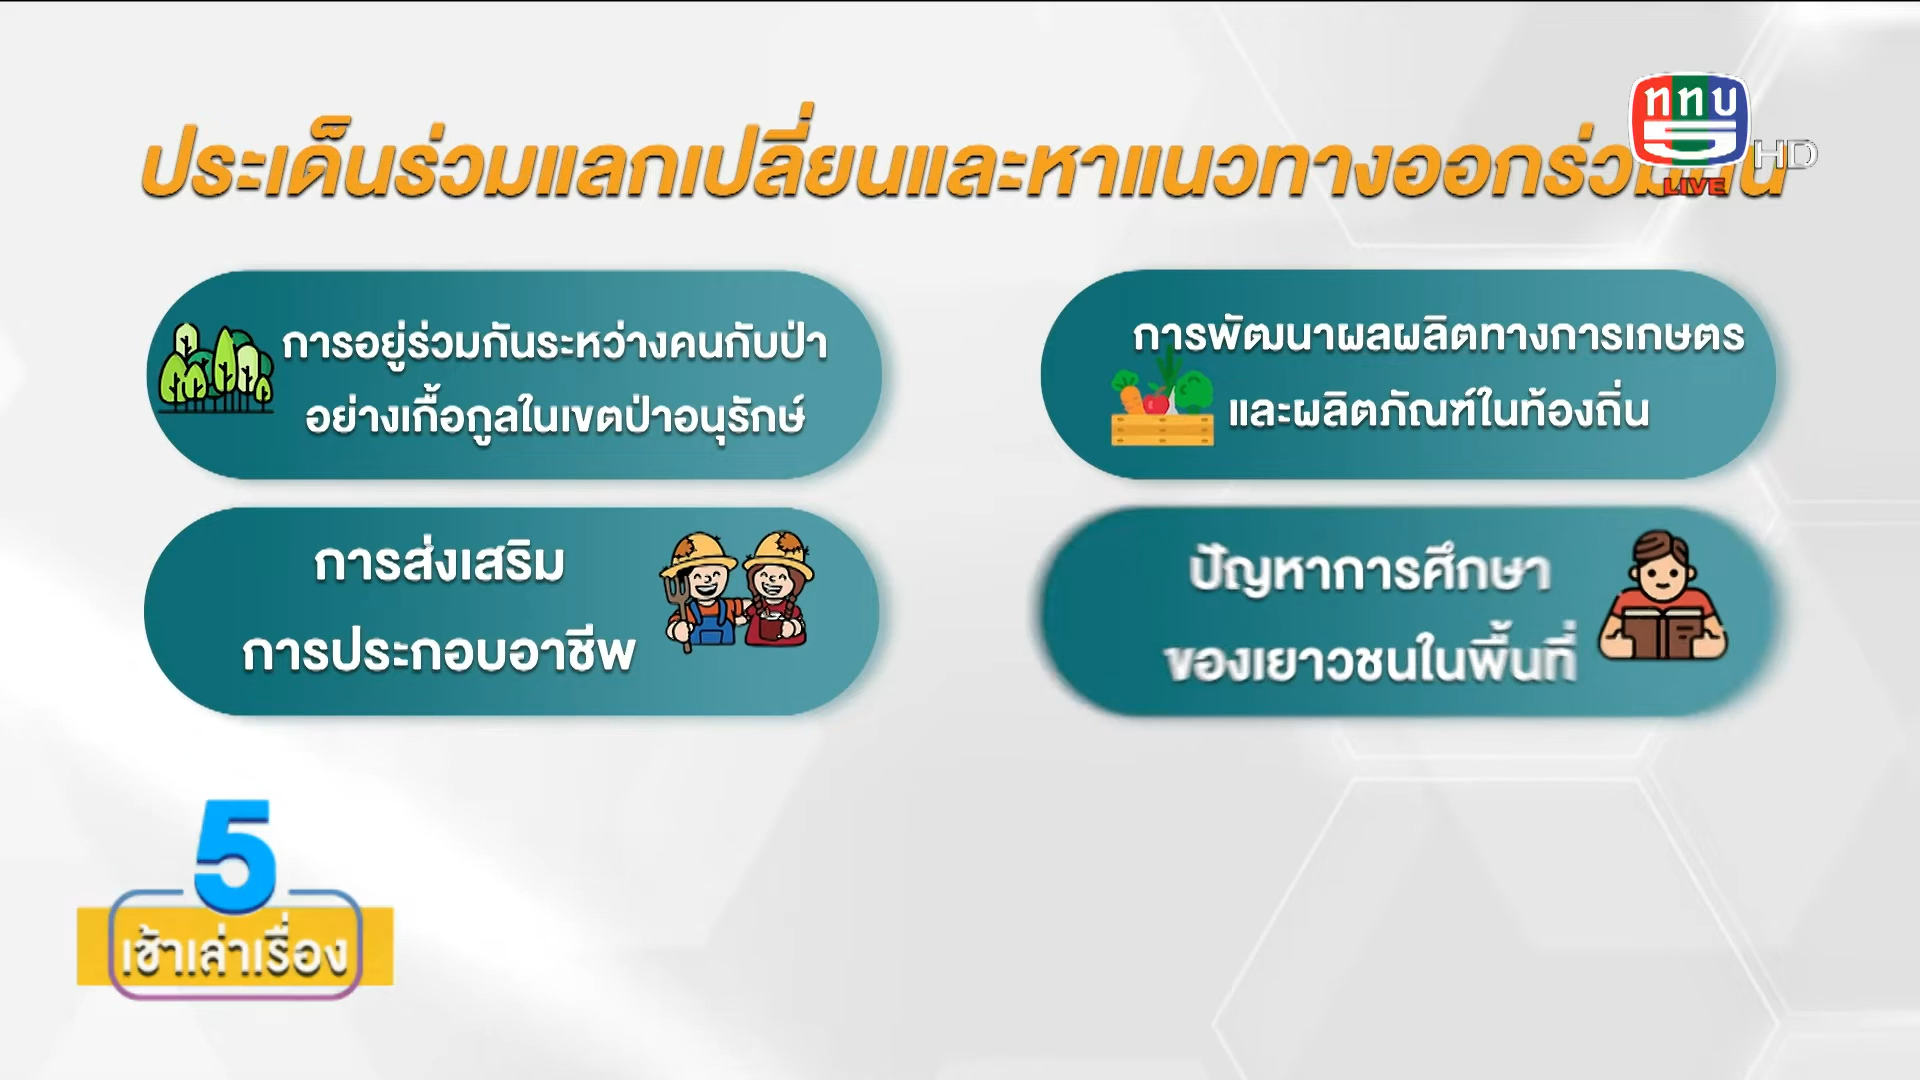 ประเด็นร่วมแลกเปลี่ยนและหาแนวทางออกร่วมกัน
ททบ
5
HD
LIVE
การอยู่ร่วมกันระหว่างคนกับป่า
อย่างเกื้อกูลในเขตป่าอนุรักษ์
การพัฒนาผลผลิตทางการเกษตร
และผลิตภัณฑ์ในท้องถิ่น
การส่งเสริม
การประกอบอาชีพ
ปัญหาการศึกษา
ของเยาวชนในพื้นที่
5
เช้าเล่าเรื่อง